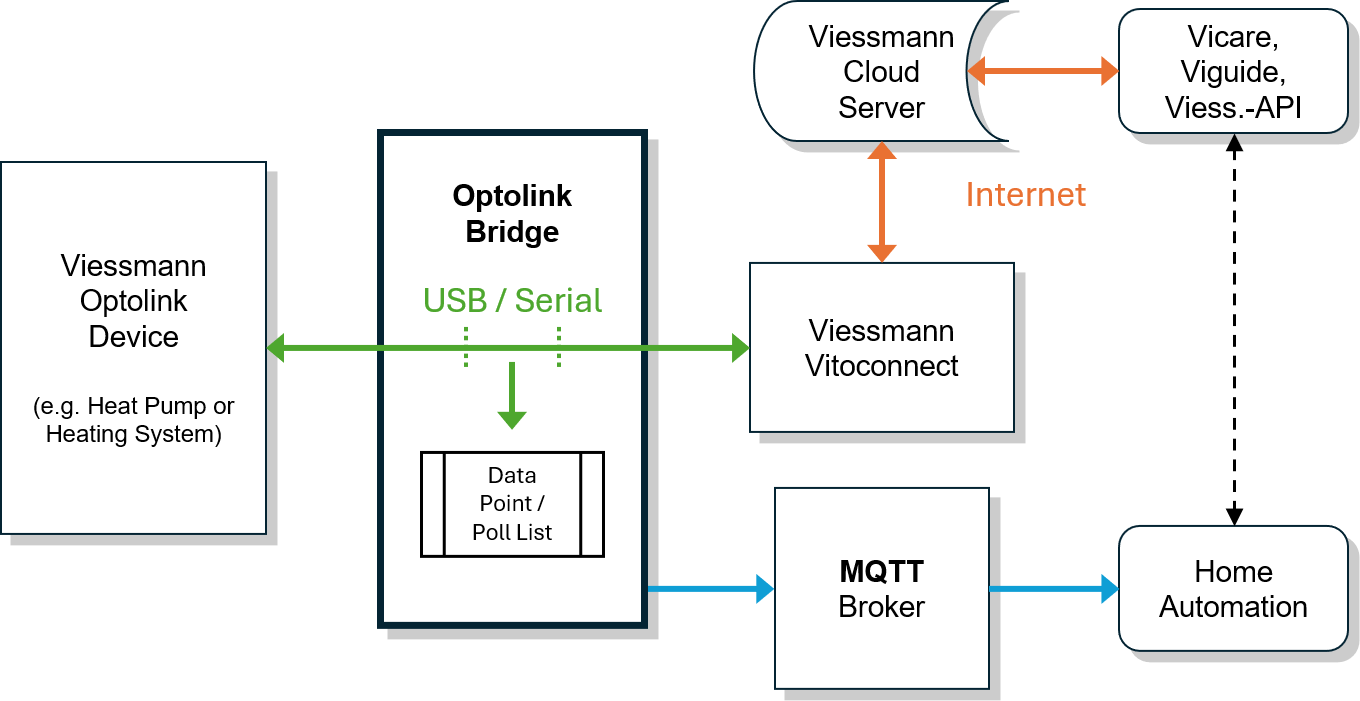 Viessmann
Cloud
Server
Vicare,
Viguide,
Viess.-API
Internet
Optolink
Bridge
USB / Serial
Viessmann
Optolink
Device
(e.g. Heat Pump or
Heating System)
Viessmann
Vitoconnect
Data
Point /
Poll List
MQTT
Broker
Home
Automation